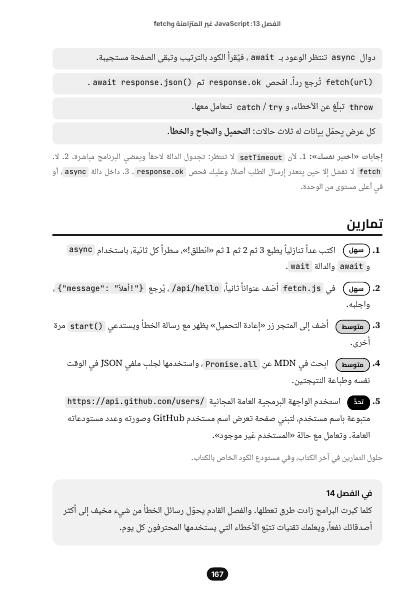 الفصل 13: JavaScript غير المتزامنة وfetch
دوال async تنتظر الوعود بـ await ، فيُقرأ الكود بالترتيب وتبقى الصفحة مستجيبة.
fetch(url) تُرجع رداً. افحص response.ok ثم await response.json() .
throw تبلّغ عن الأخطاء، و try / catch تتعامل معها.
كل عرض يحمّل بيانات له ثلاث حالات: التحميل والنجاح والخطأ.
إجابات «اختبر نفسك»: 1. لأن setTimeout لا تنتظر: تجدول الدالة لاحقاً ويمضي البرنامج مباشرة. 2. لا.
fetch لا تفشل إلا حين يتعذر إرسال الطلب أصلاً، وعليك فحص response.ok . 3. داخل دالة async ، أو
في أعلى مستوى من الوحدة.
تمارين
1. سهل اكتب عداً تنازلياً يطبع 3 ثم 2 ثم 1 ثم «انطلق!»، سطراً كل ثانية، باستخدام async
و await والدالة wait .
2. سهل في fetch.js أضف عنواناً ثانياً، /api/hello ، يُرجع {"message": "أهلاً!"} ،
واجلبه.
3. متوسط أضف إلى المتجر زر «إعادة التحميل» يظهر مع رسالة الخطأ ويستدعي start() مرة
أخرى.
4. متوسط ابحث في MDN عن Promise.all ، واستخدمها لجلب ملفي JSON في الوقت
نفسه وطباعة النتيجتين.
5. تحدٍّ استخدم الواجهة البرمجية العامة المجانية https://api.github.com/users/
متبوعة باسم مستخدم، لتبني صفحة تعرض اسم مستخدم GitHub وصورته وعدد مستودعاته
العامة. وتعامل مع حالة «المستخدم غير موجود».
حلول التمارين في آخر الكتاب، وفي مستودع الكود الخاص بالكتاب.
في الفصل 14
كلما كبرت البرامج زادت طرق تعطلها. والفصل القادم يحوّل رسائل الخطأ من شيء مخيف إلى أكثر
أصدقائك نفعاً، ويعلمك تقنيات تتبّع الأخطاء التي يستخدمها المحترفون كل يوم.
167